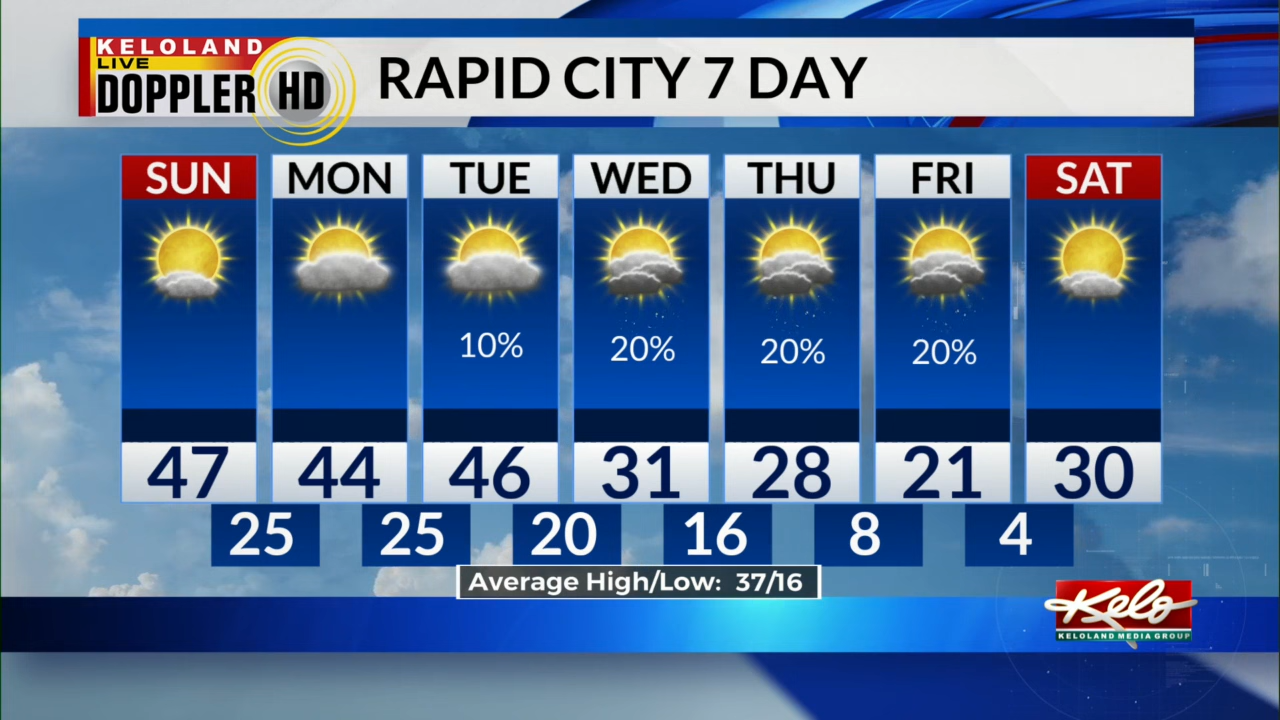 KELOLAND
LIVE
DOPPLER HD
RAPID CITY 7 DAY
SUN MON TUE WED THU FRI SAT
10% 20% 20% 20%
47 44 46 31 28 21 30
25 25 20 16 8 4
Average High/Low: 37/16
Kelo
KELOLAND MEDIA GROUP